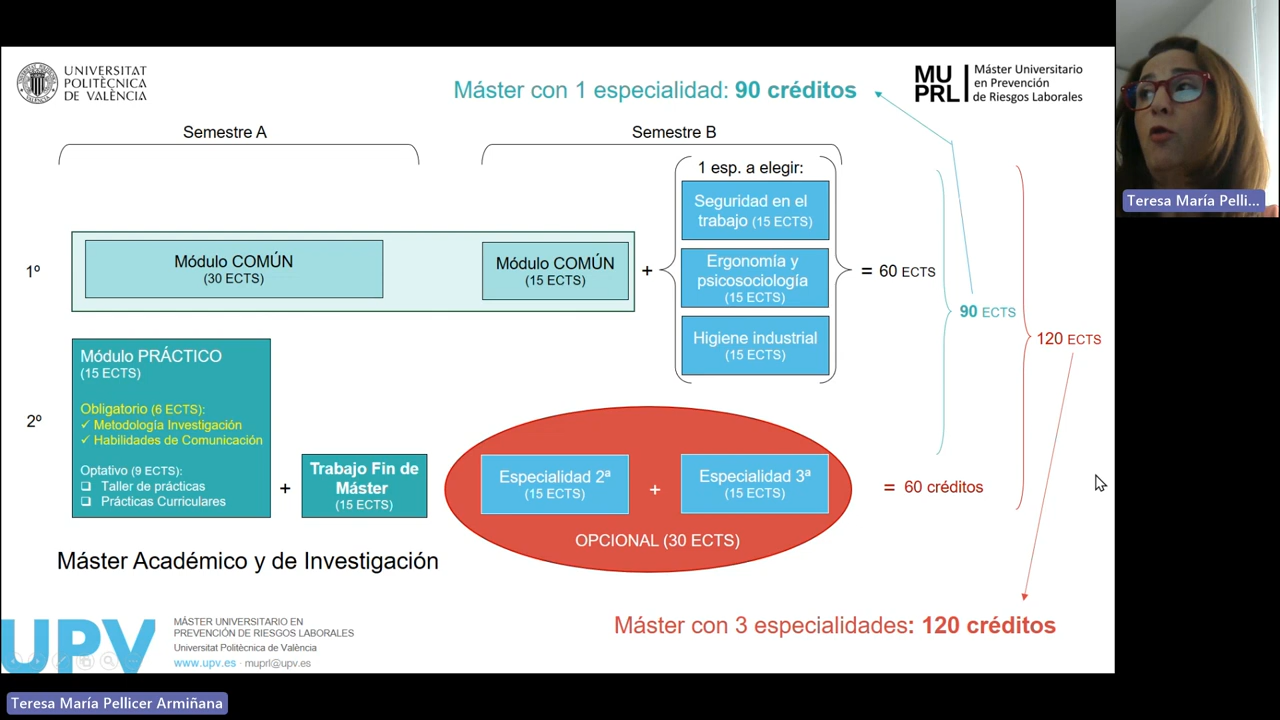 UNIVERSITAT
POLITÈCNICA
DE VALÈNCIA
Máster con 1 especialidad: 90 créditos
MU
PRL
Máster Universitario
en Prevención
de Riesgos Laborales
Teresa María Pelli...
Semestre A
Semestre B
1 esp. a elegir:
Seguridad en el
trabajo (15 ECTS)
1º
Módulo COMÚN
(30 ECTS)
Módulo COMÚN
(15 ECTS)
+
Ergonomía y
psicosociología
(15 ECTS)
= 60 ECTS
Higiene industrial
(15 ECTS)
90 ECTS
120 ECTS
2º
Módulo PRÁCTICO
(15 ECTS)
Obligatorio (6 ECTS):
✓ Metodología Investigación
✓ Habilidades de Comunicación
Optativo (9 ECTS):
❑ Taller de prácticas
❑ Prácticas Curriculares
+
Trabajo Fin de
Máster
(15 ECTS)
Especialidad 2ª
(15 ECTS)
+
Especialidad 3ª
(15 ECTS)
= 60 créditos
OPCIONAL (30 ECTS)
Máster Académico y de Investigación
Máster con 3 especialidades: 120 créditos
UPV
MÁSTER UNIVERSITARIO EN
PREVENCIÓN DE RIESGOS LABORALES
Universitat Politècnica de València
www.upv.es · muprl@upv.es
Teresa María Pellicer Armiñana